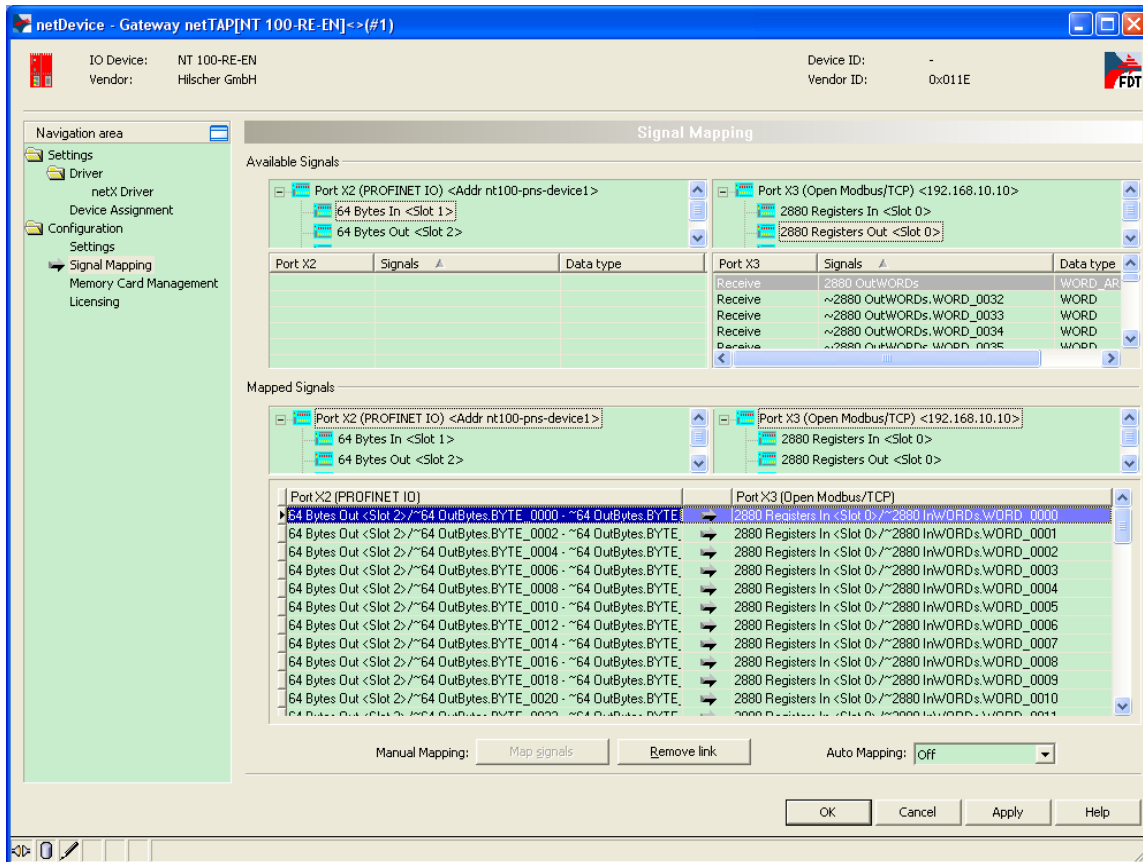 netDevice - Gateway netTAP[NT 100-RE-EN]<>(#1)
IO Device: NT 100-RE-EN Device ID: -
Vendor: Hilscher GmbH Vendor ID: 0x011E
FDT
Navigation area
Settings
Driver
netX Driver
Device Assignment
Configuration
Settings
Signal Mapping
Memory Card Management
Licensing
Signal Mapping
Available Signals
Port X2 (PROFINET IO) <Addr nt100-pns-device1>
64 Bytes In <Slot 1>
64 Bytes Out <Slot 2>
Port X3 (Open Modbus/TCP) <192.168.10.10>
2880 Registers In <Slot 0>
2880 Registers Out <Slot 0>
Port X2 Signals Data type
Port X3 Signals Data type
Receive 2880 OutWORDs WORD_AR
Receive ~2880 OutWORDs.WORD_0032 WORD
Receive ~2880 OutWORDs.WORD_0033 WORD
Receive ~2880 OutWORDs.WORD_0034 WORD
Receive ~2880 OutWORDs.WORD_0035 WORD
Mapped Signals
Port X2 (PROFINET IO) <Addr nt100-pns-device1>
64 Bytes In <Slot 1>
64 Bytes Out <Slot 2>
Port X3 (Open Modbus/TCP) <192.168.10.10>
2880 Registers In <Slot 0>
2880 Registers Out <Slot 0>
Port X2 (PROFINET IO) Port X3 (Open Modbus/TCP)
64 Bytes Out <Slot 2>/~64 OutBytes.BYTE_0000 - ~64 OutBytes.BYTE 2880 Registers In <Slot 0>/~2880 InWORDs.WORD_0000
64 Bytes Out <Slot 2>/~64 OutBytes.BYTE_0002 - ~64 OutBytes.BYTE_ 2880 Registers In <Slot 0>/~2880 InWORDs.WORD_0001
64 Bytes Out <Slot 2>/~64 OutBytes.BYTE_0004 - ~64 OutBytes.BYTE_ 2880 Registers In <Slot 0>/~2880 InWORDs.WORD_0002
64 Bytes Out <Slot 2>/~64 OutBytes.BYTE_0006 - ~64 OutBytes.BYTE_ 2880 Registers In <Slot 0>/~2880 InWORDs.WORD_0003
64 Bytes Out <Slot 2>/~64 OutBytes.BYTE_0008 - ~64 OutBytes.BYTE_ 2880 Registers In <Slot 0>/~2880 InWORDs.WORD_0004
64 Bytes Out <Slot 2>/~64 OutBytes.BYTE_0010 - ~64 OutBytes.BYTE_ 2880 Registers In <Slot 0>/~2880 InWORDs.WORD_0005
64 Bytes Out <Slot 2>/~64 OutBytes.BYTE_0012 - ~64 OutBytes.BYTE_ 2880 Registers In <Slot 0>/~2880 InWORDs.WORD_0006
64 Bytes Out <Slot 2>/~64 OutBytes.BYTE_0014 - ~64 OutBytes.BYTE_ 2880 Registers In <Slot 0>/~2880 InWORDs.WORD_0007
64 Bytes Out <Slot 2>/~64 OutBytes.BYTE_0016 - ~64 OutBytes.BYTE_ 2880 Registers In <Slot 0>/~2880 InWORDs.WORD_0008
64 Bytes Out <Slot 2>/~64 OutBytes.BYTE_0018 - ~64 OutBytes.BYTE_ 2880 Registers In <Slot 0>/~2880 InWORDs.WORD_0009
64 Bytes Out <Slot 2>/~64 OutBytes.BYTE_0020 - ~64 OutBytes.BYTE_ 2880 Registers In <Slot 0>/~2880 InWORDs.WORD_0010
Manual Mapping: Map signals Remove link Auto Mapping: Off
OK Cancel Apply Help